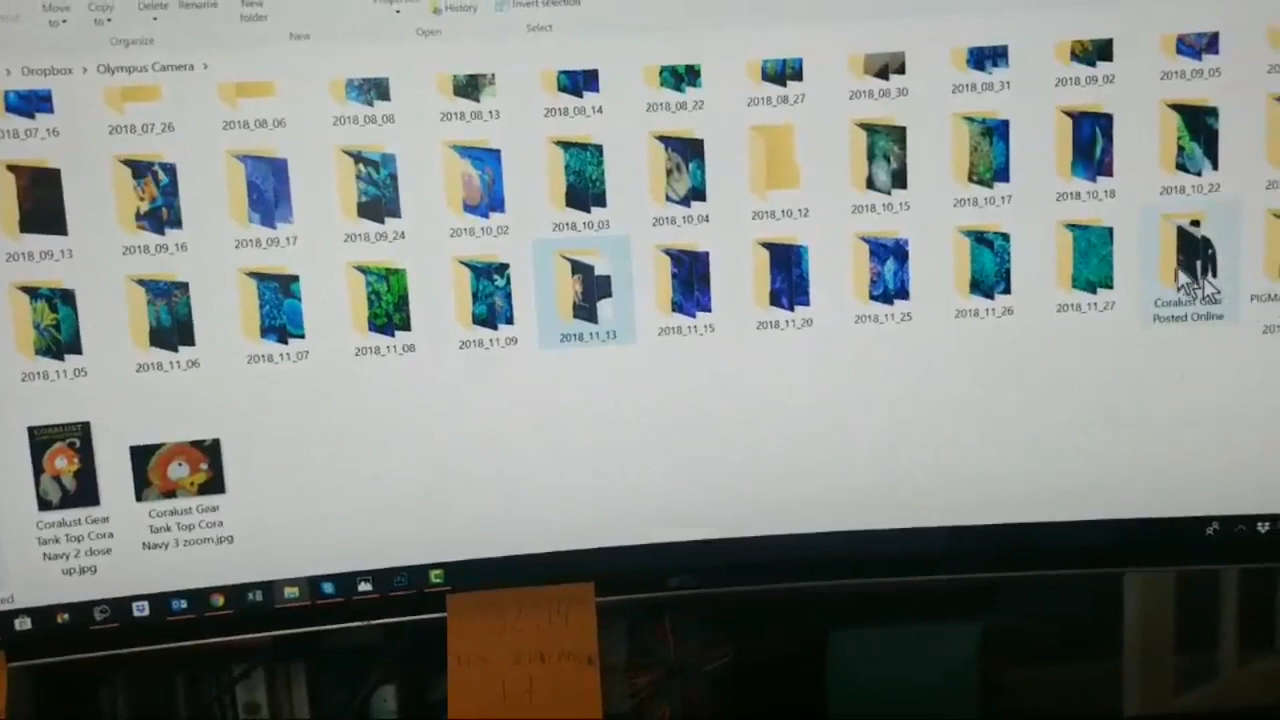 Move to
Copy to
Delete
Rename
New folder
History
Invert selection
Organize
New
Open
Select
Dropbox > Olympus Camera >
2018_07_26
2018_08_06
2018_08_08
2018_08_13
2018_08_14
2018_08_22
2018_08_27
2018_08_30
2018_08_31
2018_09_02
2018_09_05
2018_09_13
2018_09_16
2018_09_17
2018_09_24
2018_10_02
2018_10_03
2018_10_04
2018_10_12
2018_10_15
2018_10_17
2018_10_18
2018_10_22
2018_11_05
2018_11_06
2018_11_07
2018_11_08
2018_11_09
2018_11_13
2018_11_15
2018_11_20
2018_11_25
2018_11_26
2018_11_27
Coralust Gear
Posted Online
CORALUST
Coralust Gear
Tank Top Cora
Navy 2 close
up.jpg
Coralust Gear
Tank Top Cora
Navy 3 zoom.jpg